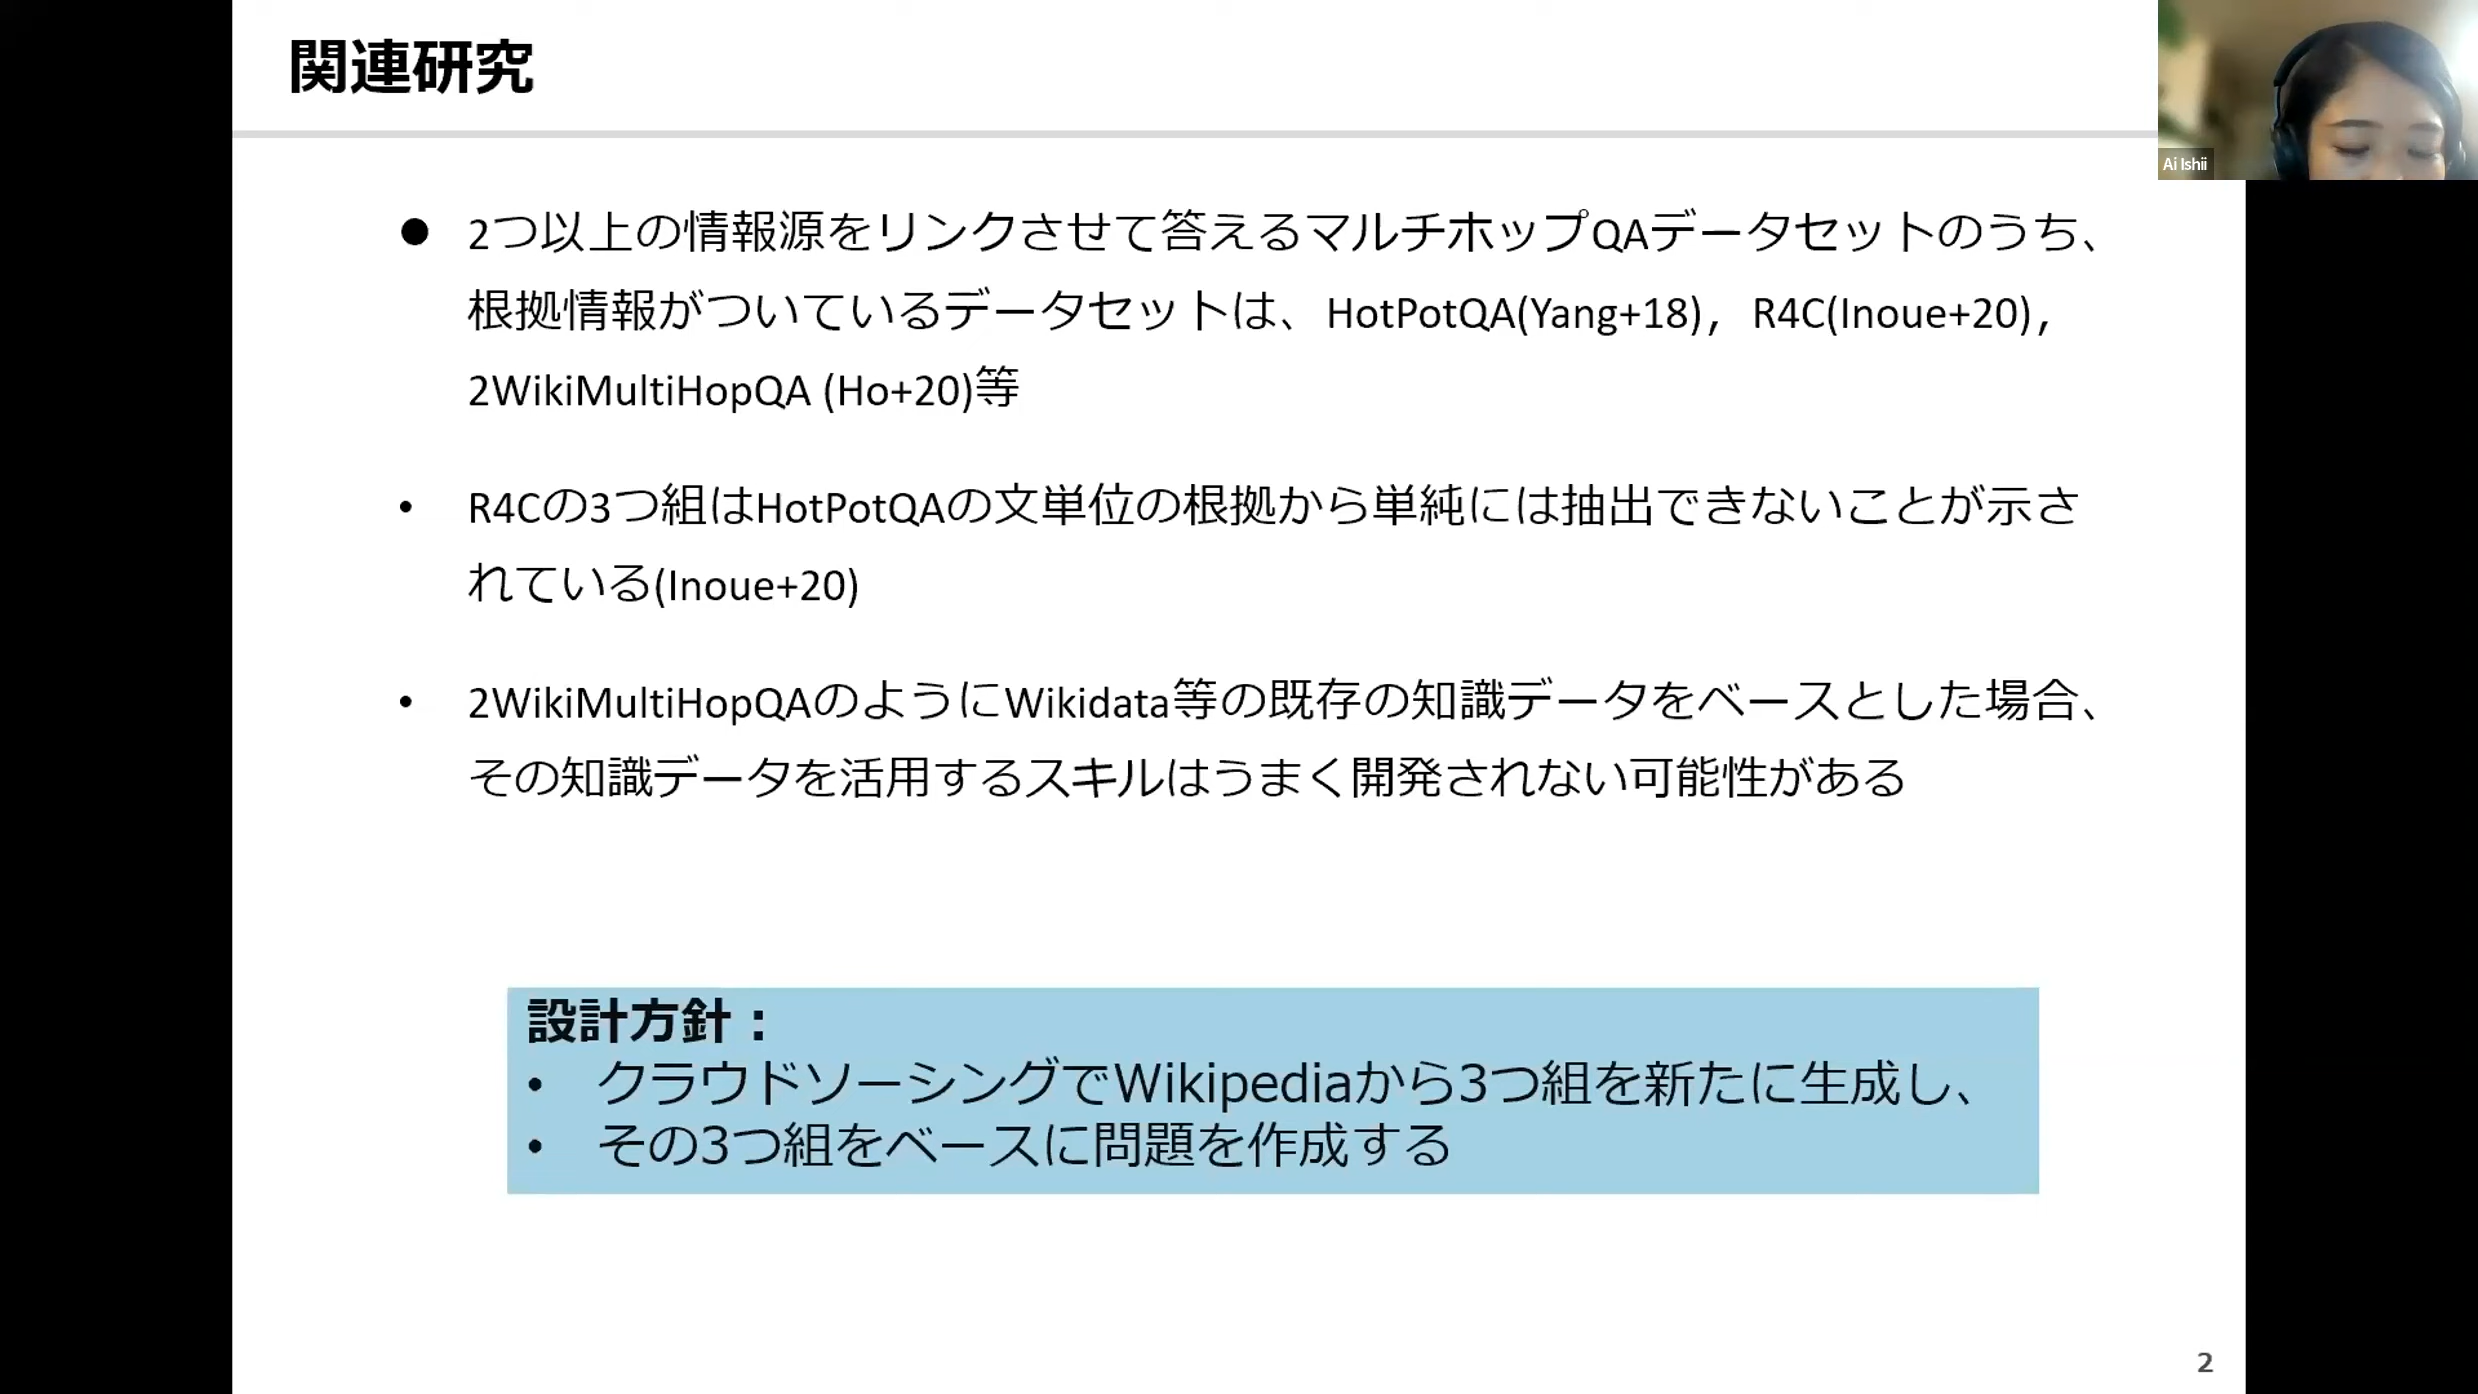 関連研究
Ai Ishii
● 2つ以上の情報源をリンクさせて答えるマルチホップQAデータセットのうち、
根拠情報がついているデータセットは、HotPotQA(Yang+18)，R4C(Inoue+20)，
2WikiMultiHopQA (Ho+20)等
• R4Cの3つ組はHotPotQAの文単位の根拠から単純には抽出できないことが示さ
れている(Inoue+20)
• 2WikiMultiHopQAのようにWikidata等の既存の知識データをベースとした場合、
その知識データを活用するスキルはうまく開発されない可能性がある
設計方針：
• クラウドソーシングでWikipediaから3つ組を新たに生成し、
• その3つ組をベースに問題を作成する
2